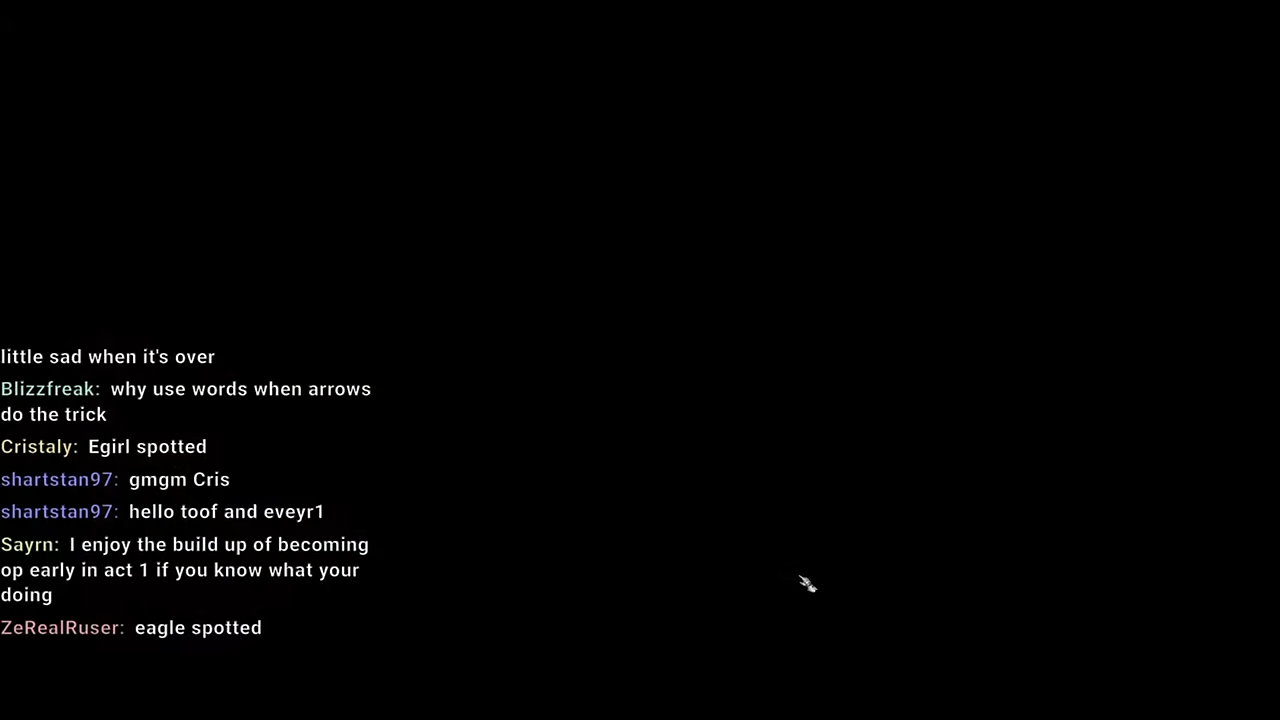 little sad when it's over
Blizzfreak: why use words when arrows
do the trick
Cristaly: Egirl spotted
shartstan97: gmgm Cris
shartstan97: hello toof and eveyr1
Sayrn: I enjoy the build up of becoming
op early in act 1 if you know what your
doing
ZeRealRuser: eagle spotted